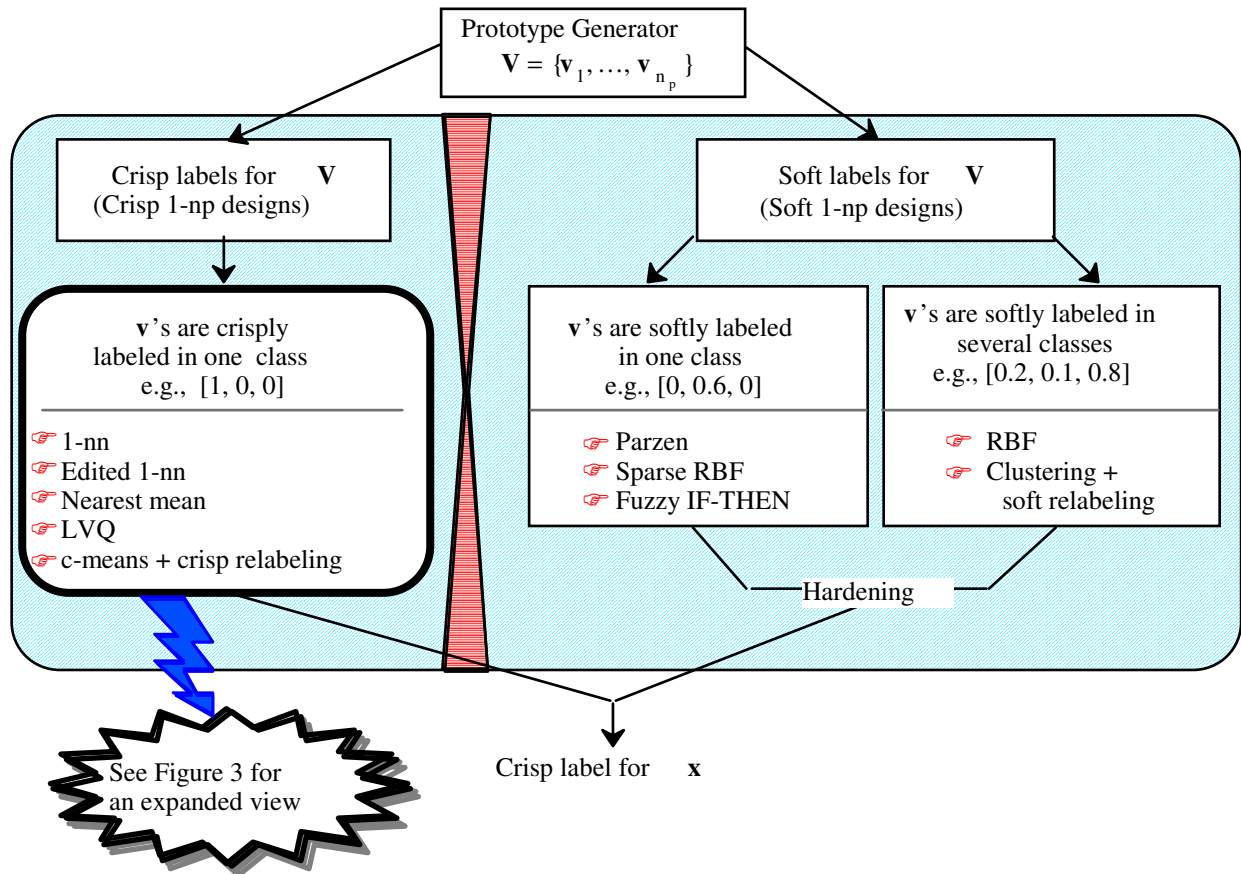 Prototype Generator
V = {v_1, ..., v_{n_p}}
Crisp labels for V
(Crisp 1-np designs)
Soft labels for V
(Soft 1-np designs)
v's are crisply
labeled in one class
e.g., [1, 0, 0]
☞ 1-nn
☞ Edited 1-nn
☞ Nearest mean
☞ LVQ
☞ c-means + crisp relabeling
v's are softly labeled
in one class
e.g., [0, 0.6, 0]
☞ Parzen
☞ Sparse RBF
☞ Fuzzy IF-THEN
v's are softly labeled in
several classes
e.g., [0.2, 0.1, 0.8]
☞ RBF
☞ Clustering +
soft relabeling
Hardening
See Figure 3 for
an expanded view
Crisp label for x